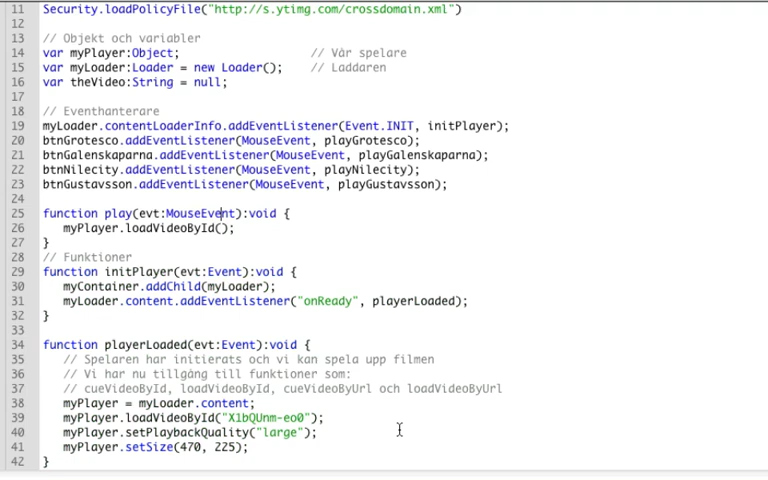 11 Security.loadPolicyFile("http://s.ytimg.com/crossdomain.xml")
12
13 // Objekt och variabler
14 var myPlayer:Object; // Vår spelare
15 var myLoader:Loader = new Loader(); // Laddaren
16 var theVideo:String = null;
17
18 // Eventhanterare
19 myLoader.contentLoaderInfo.addEventListener(Event.INIT, initPlayer);
20 btnGrotesco.addEventListener(MouseEvent, playGrotesco);
21 btnGalenskaparna.addEventListener(MouseEvent, playGalenskaparna);
22 btnNilecity.addEventListener(MouseEvent, playNilecity);
23 btnGustavsson.addEventListener(MouseEvent, playGustavsson);
24
25 function play(evt:MouseEvent):void {
26 myPlayer.loadVideoById();
27 }
28 // Funktioner
29 function initPlayer(evt:Event):void {
30 myContainer.addChild(myLoader);
31 myLoader.content.addEventListener("onReady", playerLoaded);
32 }
33
34 function playerLoaded(evt:Event):void {
35 // Spelaren har initierats och vi kan spela upp filmen
36 // Vi har nu tillgång till funktioner som:
37 // cueVideoById, loadVideoById, cueVideoByUrl och loadVideoByUrl
38 myPlayer = myLoader.content;
39 myPlayer.loadVideoById("X1bQUnm-eo0");
40 myPlayer.setPlaybackQuality("large");
41 myPlayer.setSize(470, 225);
42 }